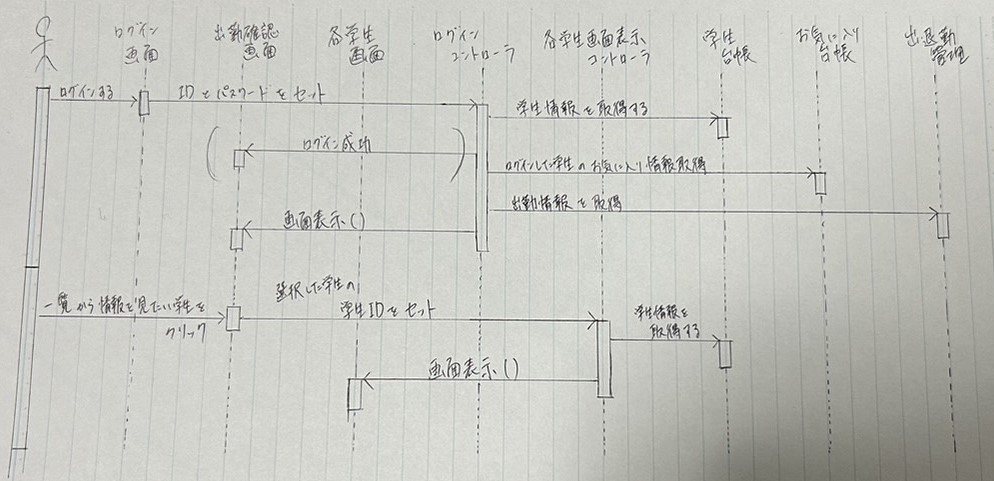 ログイン
画面
出勤確認
画面
各学生
画面
ログイン
コントローラ
各学生画面表示
コントローラ
学生
台帳
お気に入り
台帳
出退勤
管理
ログインする
IDとパスワードをセット
学生情報を取得する
(ログイン成功)
ログインした学生のお気に入り情報取得
出勤情報を取得
画面表示()
一覧から情報を見たい学生を
クリック
選択した学生の
学生IDをセット
学生情報を
取得する
画面表示()